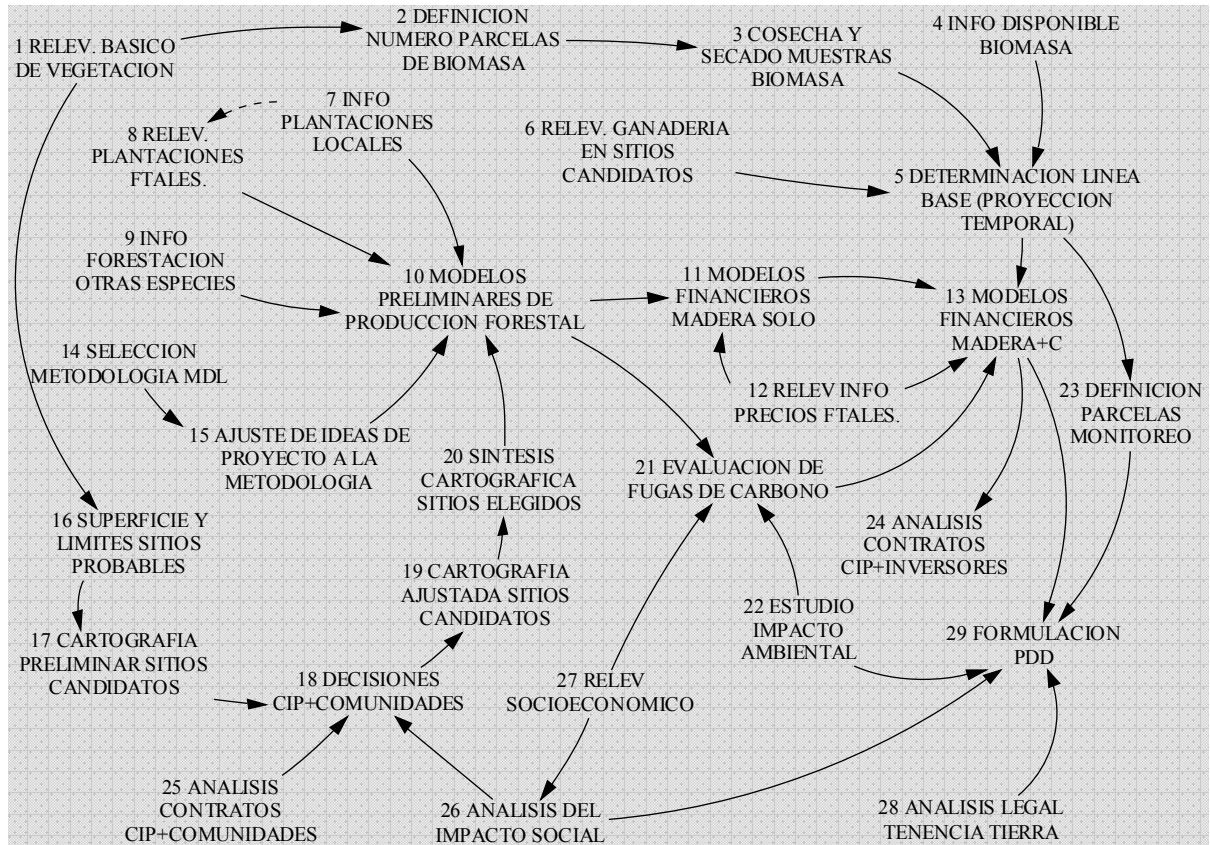 1 RELEV. BASICO
DE VEGETACION
2 DEFINICION
NUMERO PARCELAS
DE BIOMASA
3 COSECHA Y
SECADO MUESTRAS
BIOMASA
4 INFO DISPONIBLE
BIOMASA
7 INFO
PLANTACIONES
LOCALES
8 RELEV.
PLANTACIONES
FTALES.
6 RELEV. GANADERIA
EN SITIOS
CANDIDATOS
5 DETERMINACION LINEA
BASE (PROYECCION
TEMPORAL)
9 INFO
FORESTACION
OTRAS ESPECIES
10 MODELOS
PRELIMINARES DE
PRODUCCION FORESTAL
11 MODELOS
FINANCIEROS
MADERA SOLO
13 MODELOS
FINANCIEROS
MADERA+C
14 SELECCION
METODOLOGIA MDL
12 RELEV INFO
PRECIOS FTALES.
23 DEFINICION
PARCELAS
MONITOREO
15 AJUSTE DE IDEAS DE
PROYECTO A LA
METODOLOGIA
20 SINTESIS
CARTOGRAFICA
SITIOS ELEGIDOS
21 EVALUACION DE
FUGAS DE CARBONO
16 SUPERFICIE Y
LIMITES SITIOS
PROBABLES
24 ANALISIS
CONTRATOS
CIP+INVERSORES
19 CARTOGRAFIA
AJUSTADA SITIOS
CANDIDATOS
22 ESTUDIO
IMPACTO
AMBIENTAL
17 CARTOGRAFIA
PRELIMINAR SITIOS
CANDIDATOS
18 DECISIONES
CIP+COMUNIDADES
27 RELEV
SOCIOECONOMICO
29 FORMULACION
PDD
25 ANALISIS
CONTRATOS
CIP+COMUNIDADES
26 ANALISIS DEL
IMPACTO SOCIAL
28 ANALISIS LEGAL
TENENCIA TIERRA